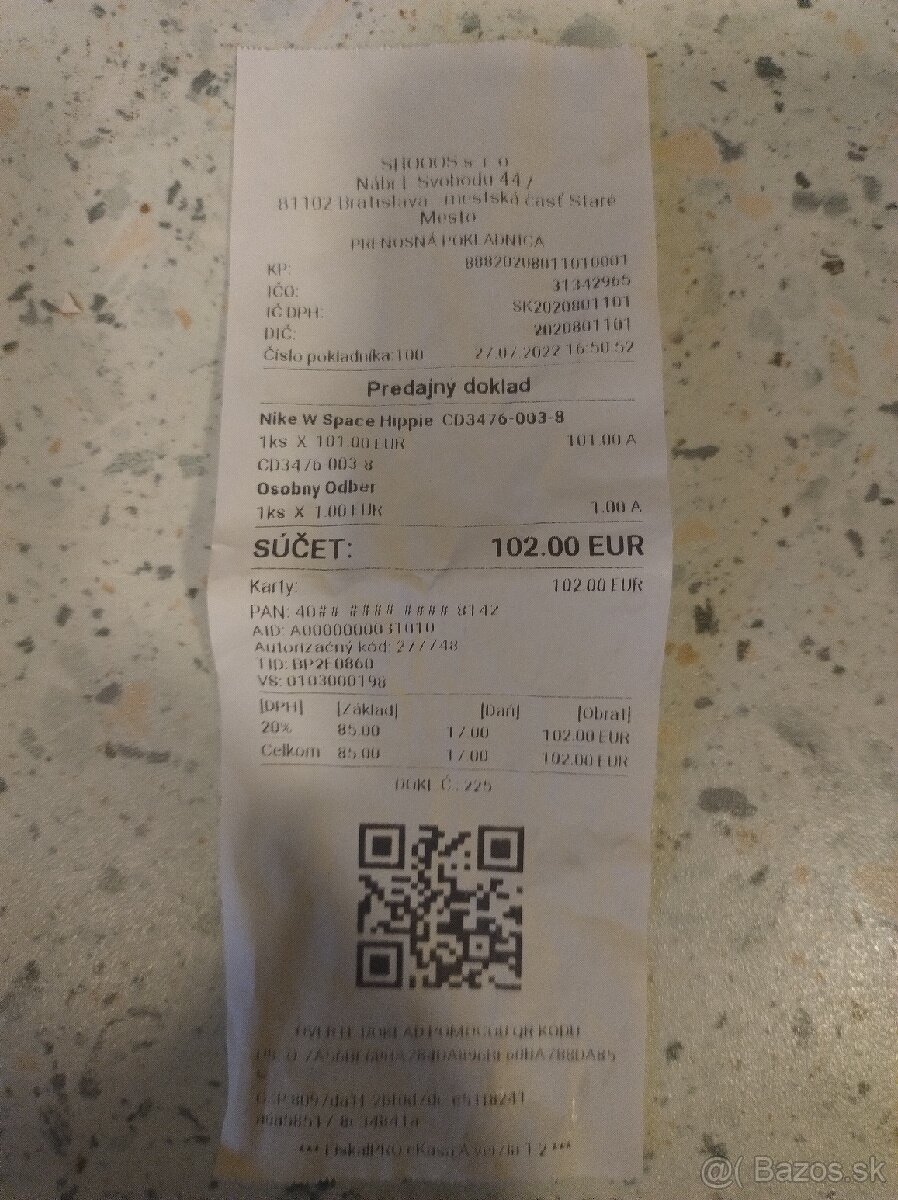 SHOOOS s. r. o
Nábr. L. Svobodu 44 /
81102 Bratislava - mestská časť Staré
Mesto
PRENOSNÁ POKLADNICA
KP: 88820208011010001
IČO: 31342965
IČ DPH: SK2020801101
DIČ: 2020801101
Číslo pokladníka:100 27.07.2022 16:50:52
Predajny doklad
Nike W Space Hippie CD3476-003-8
1ks X 101.00 EUR 101.00 A
CD3476-003-8
Osobny Odber
1ks X 1.00 EUR 1.00 A
SÚČET: 102.00 EUR
Karty: 102.00 EUR
PAN: 40## #### #### 8142
AID: A0000000031010
Autorizačný kód: 277748
TID: BP2F0860
VS: 0103000198
[DPH] [Základ] [Daň] [Obrat]
20% 85.00 17.00 102.00 EUR
Celkom 85.00 17.00 102.00 EUR
DOKL.Č.: 225
OVERTE DOKLAD POMOCOU QR KÓDU
@( Bazos.sk